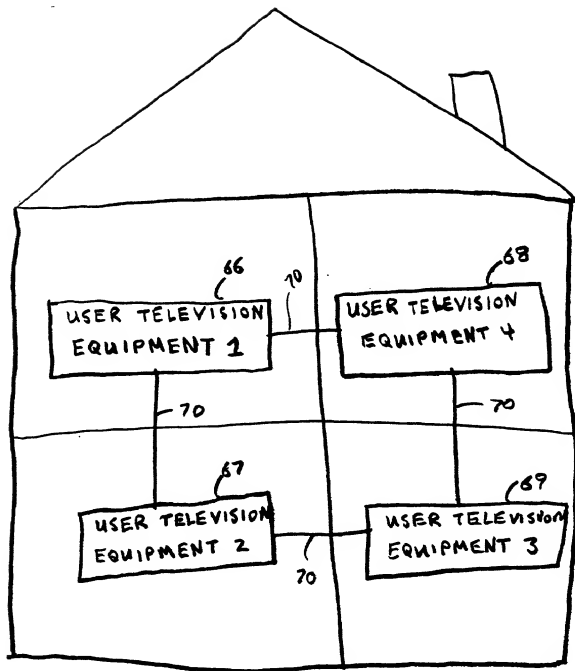 66
70
68
USER TELEVISION
EQUIPMENT 1
USER TELEVISION
EQUIPMENT 4
70
70
67
69
USER TELEVISION
EQUIPMENT 2
USER TELEVISION
EQUIPMENT 3
70